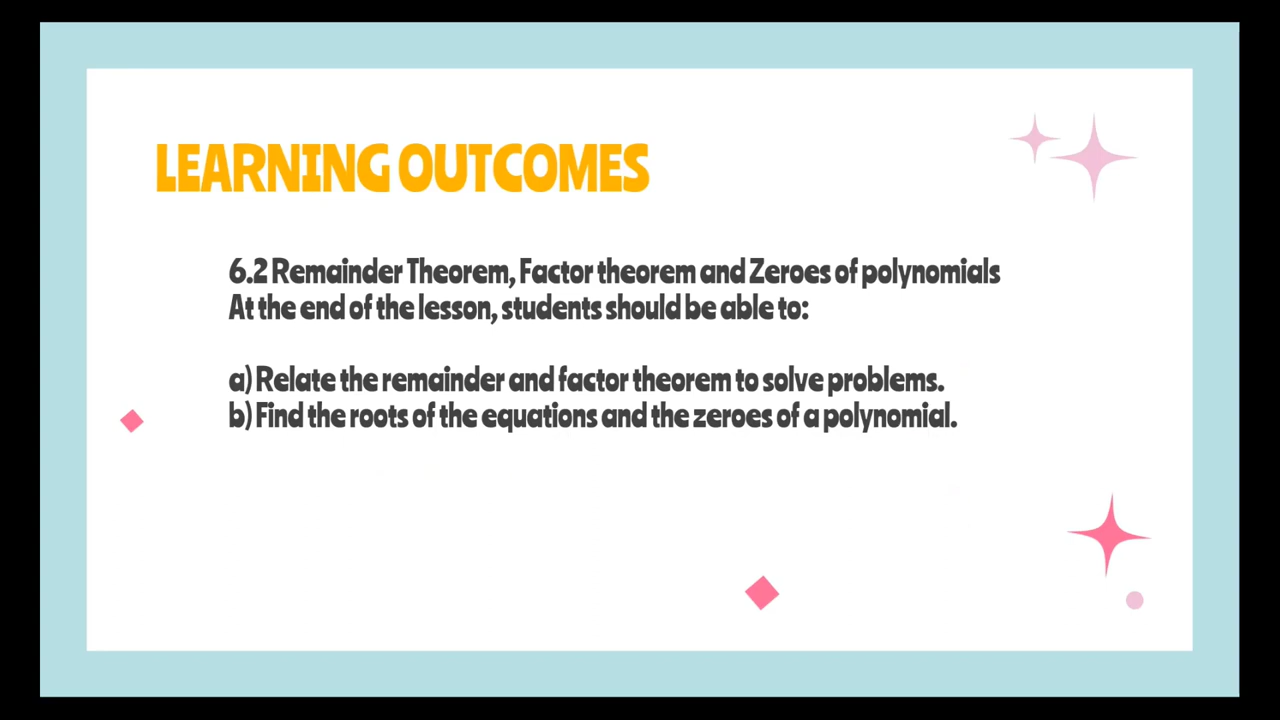 LEARNING OUTCOMES
6.2 Remainder Theorem, Factor theorem and Zeroes of polynomials
At the end of the lesson, students should be able to:
a) Relate the remainder and factor theorem to solve problems.
b) Find the roots of the equations and the zeroes of a polynomial.